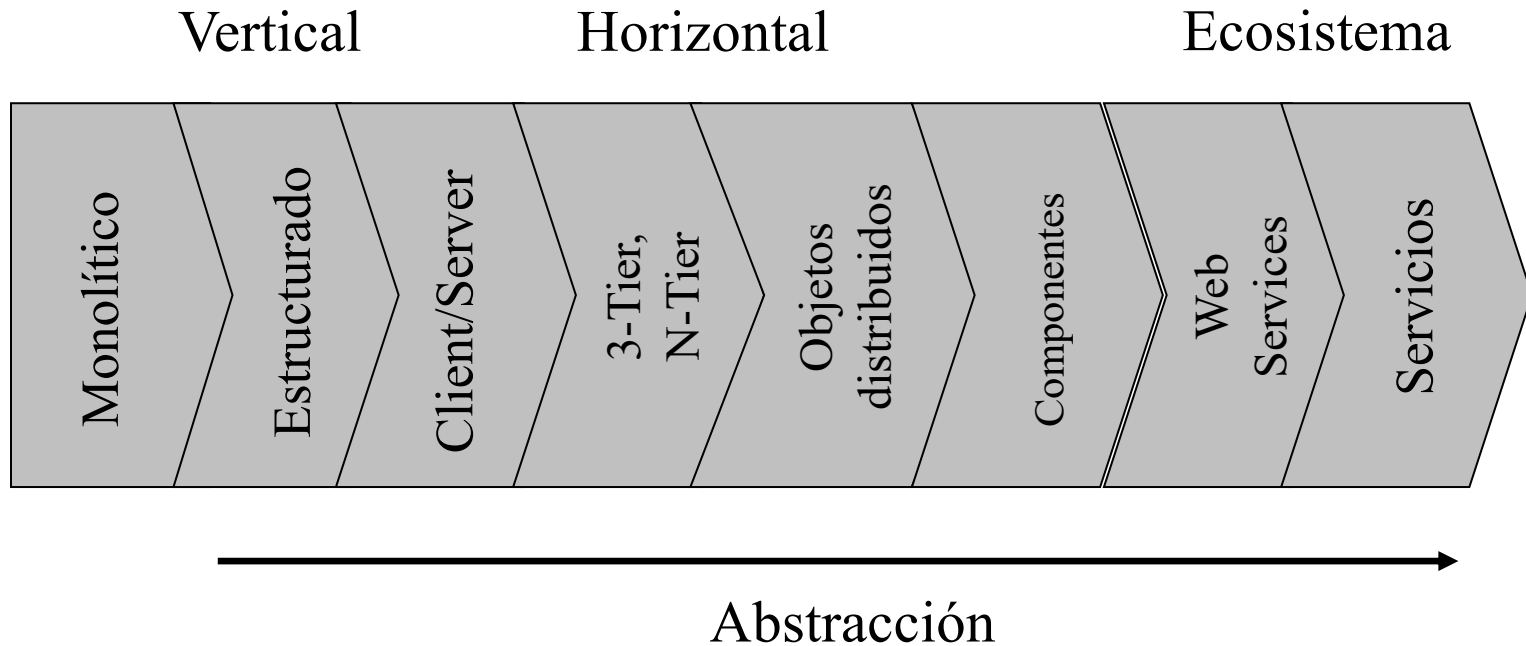 Vertical
Horizontal
Ecosistema
Monolítico
Estructurado
Client/Server
3-Tier,
N-Tier
Objetos
distribuidos
Componentes
Web
Services
Servicios
Abstracción